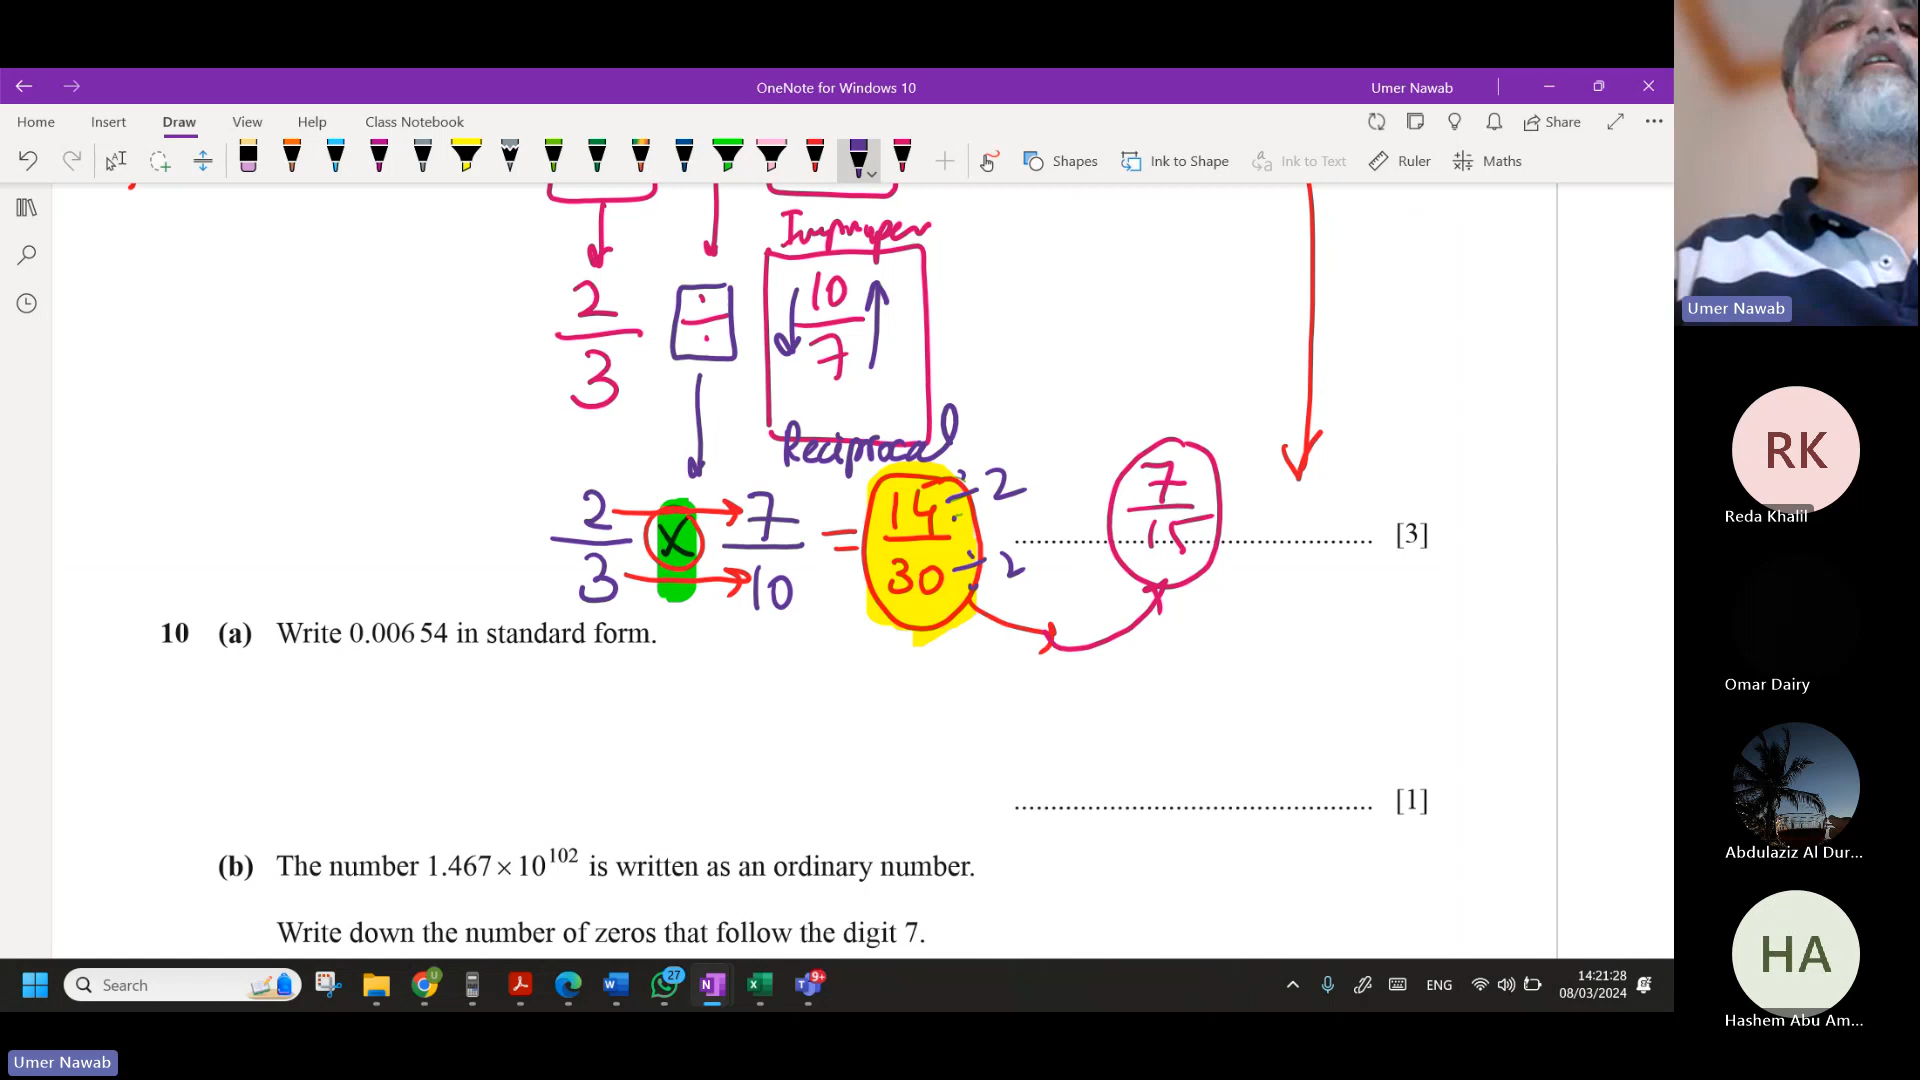 OneNote for Windows 10
Umer Nawab
Home Insert Draw View Help Class Notebook
Share
Shapes Ink to Shape Ink to Text Ruler Maths
Improper
2/3 ÷ 10/7
Reciprocal
2/3 × 7/10 = 14/30 ÷2 ÷2 7/15
[3]
10 (a) Write 0.006 54 in standard form.
[1]
(b) The number 1.467 × 10^102 is written as an ordinary number.
Write down the number of zeros that follow the digit 7.
Umer Nawab
RK
Reda Khalil
Omar Dairy
Abdulaziz Al Dur...
HA
Hashem Abu Am...
Search
U
27
9+
ENG
14:21:28
08/03/2024
Umer Nawab